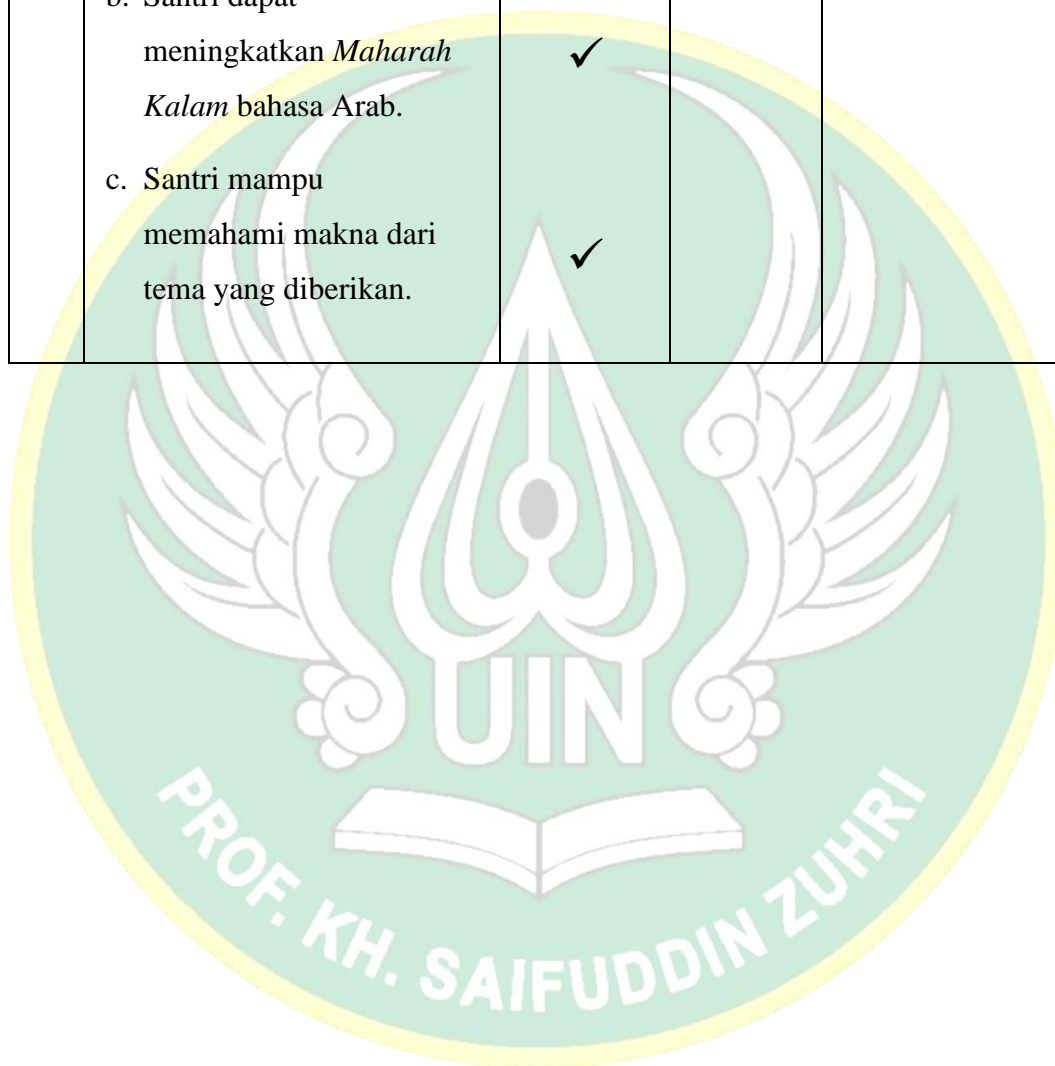 b. Santri dapat
meningkatkan Maharah
Kalam bahasa Arab.
✓
c. Santri mampu
memahami makna dari
tema yang diberikan.
✓
UIN
PROF. KH. SAIFUDDIN ZUHRI